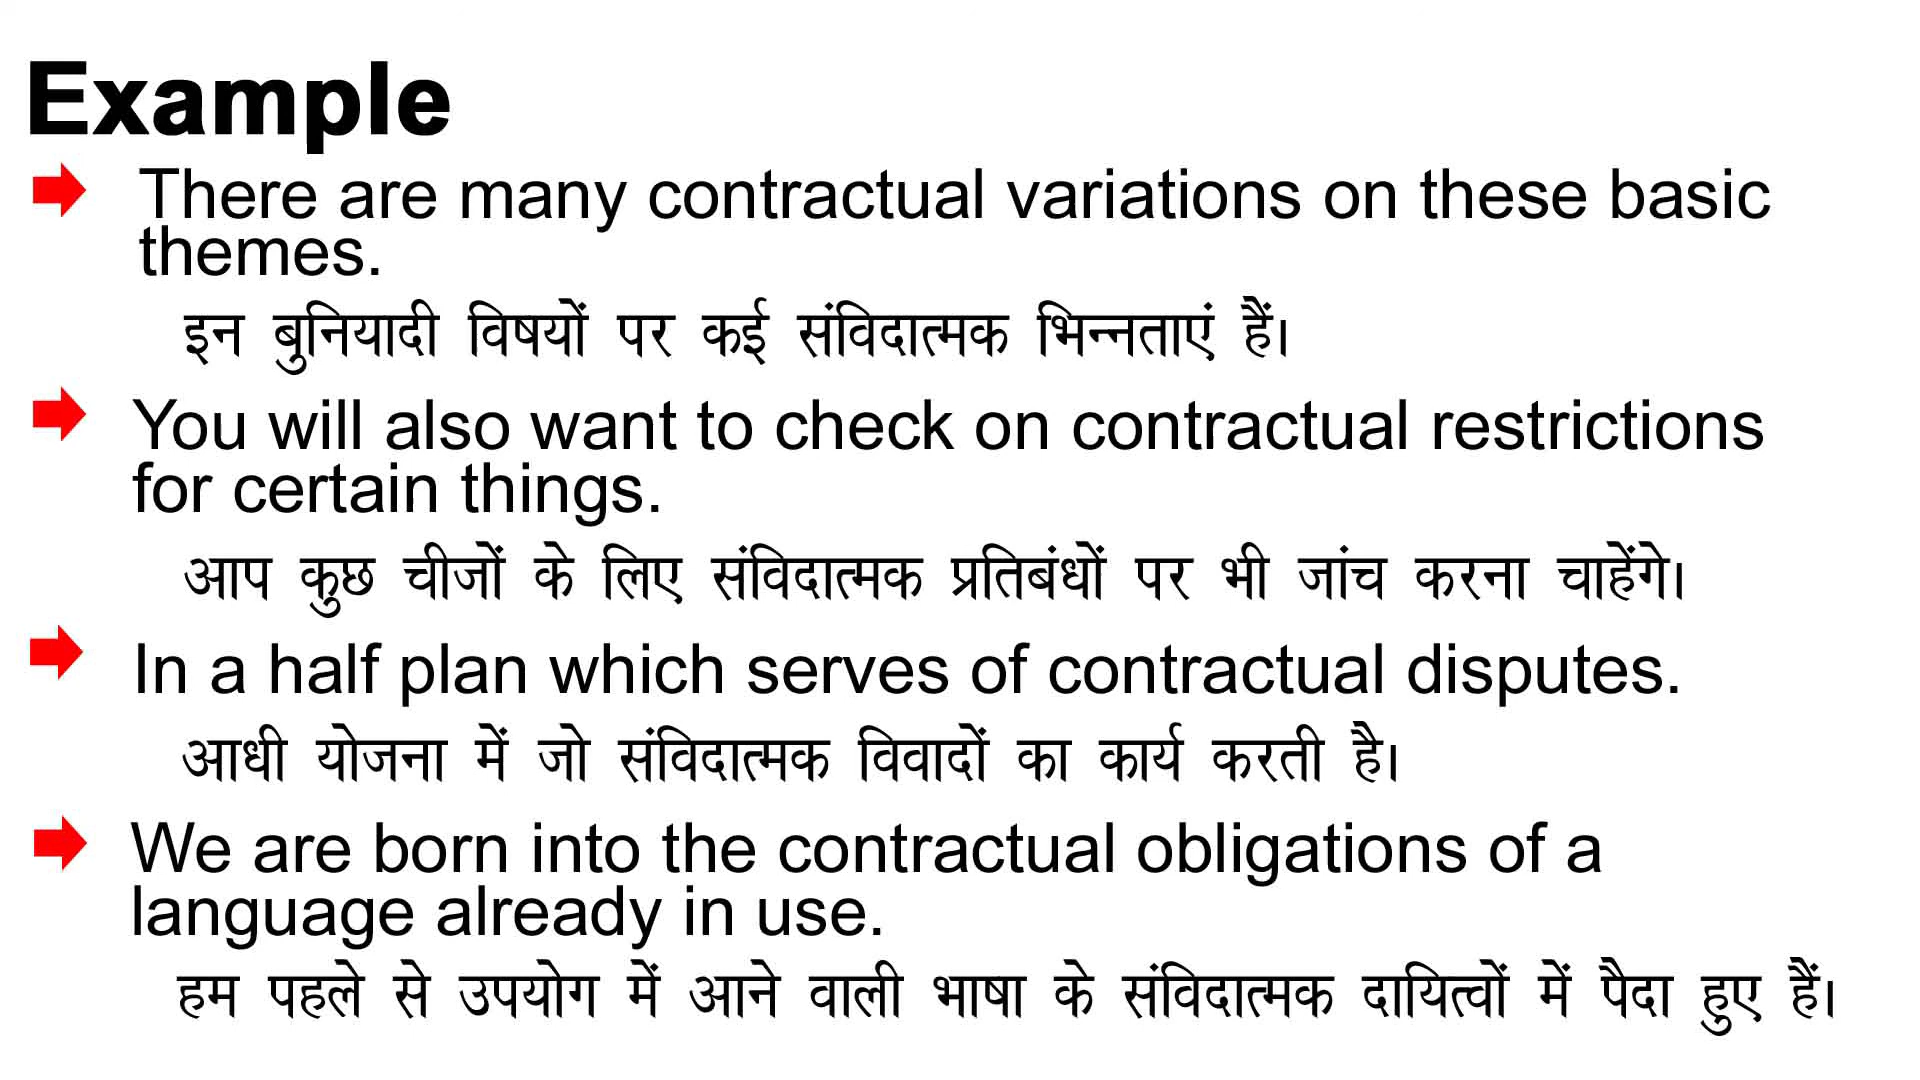 Example
There are many contractual variations on these basic
themes.
इन बुनियादी विषयों पर कई संविदात्मक भिन्नताएं हैं।
You will also want to check on contractual restrictions
for certain things.
आप कुछ चीजों के लिए संविदात्मक प्रतिबंधों पर भी जांच करना चाहेंगे।
In a half plan which serves of contractual disputes.
आधी योजना में जो संविदात्मक विवादों का कार्य करती है।
We are born into the contractual obligations of a
language already in use.
हम पहले से उपयोग में आने वाली भाषा के संविदात्मक दायित्वों में पैदा हुए हैं।